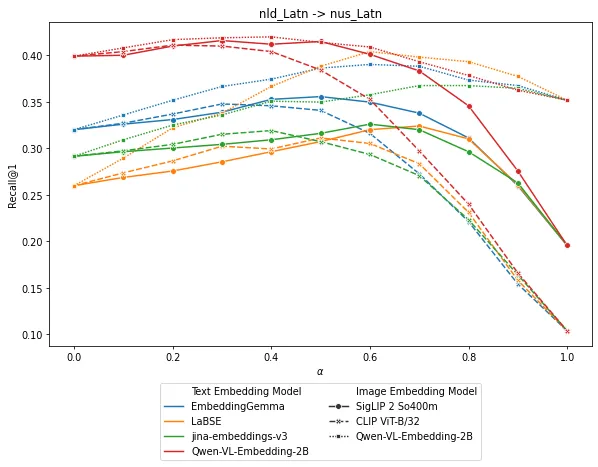 nld_Latn -> nus_Latn
Recall@1
0.40
0.35
0.30
0.25
0.20
0.15
0.10
0.0 0.2 0.4 0.6 0.8 1.0
α
Text Embedding Model Image Embedding Model
EmbeddingGemma SigLIP 2 So400m
LaBSE CLIP ViT-B/32
jina-embeddings-v3 Qwen-VL-Embedding-2B
Qwen-VL-Embedding-2B